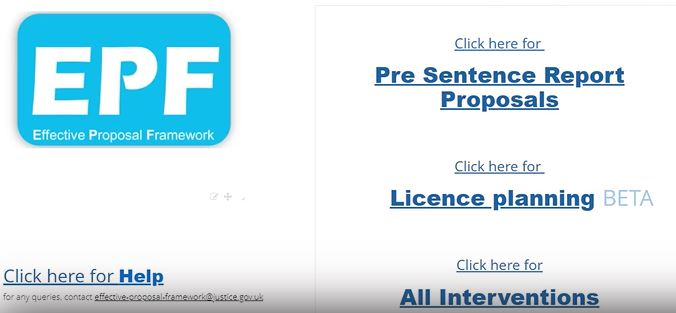 EPF
Effective Proposal Framework
Click here for Help
for any queries, contact effective-proposal-framework@justice.gov.uk
Click here for
Pre Sentence Report
Proposals
Click here for
Licence planning BETA
Click here for
All Interventions